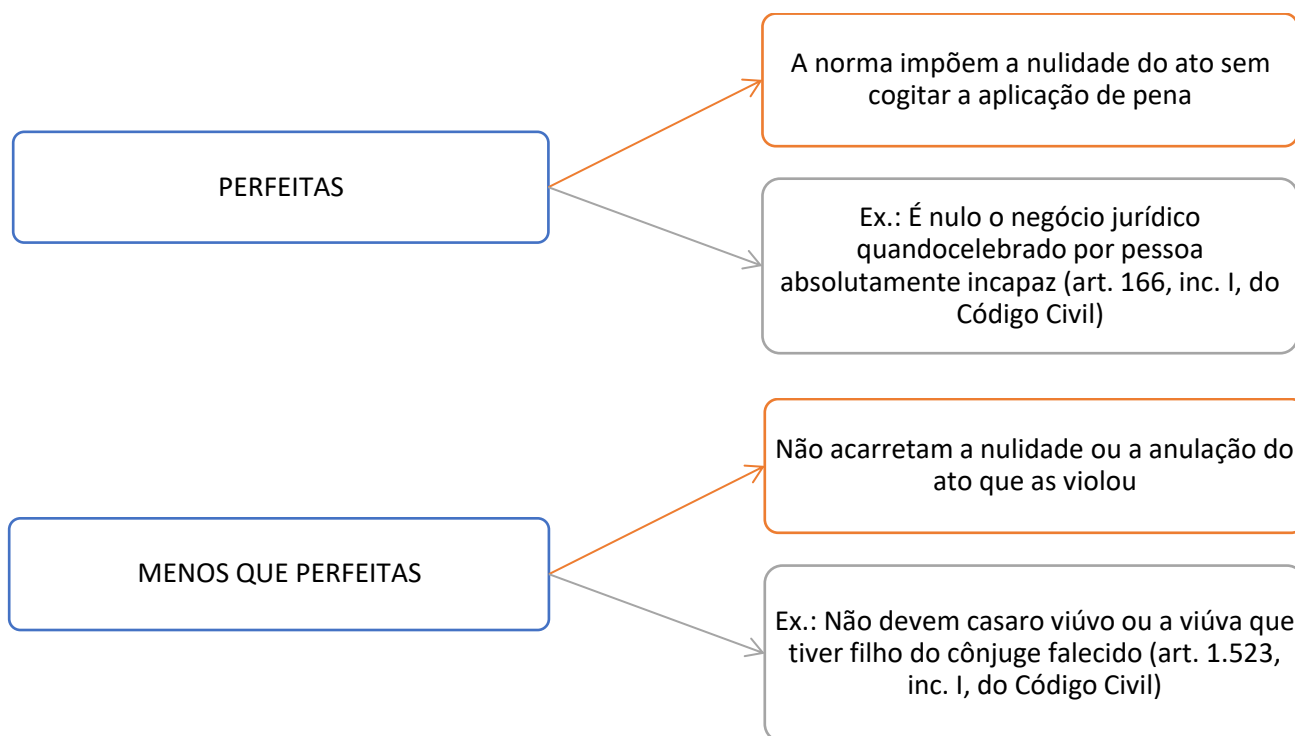 PERFEITAS
A norma impõem a nulidade do ato sem
cogitar a aplicação de pena
Ex.: É nulo o negócio jurídico
quandocelebrado por pessoa
absolutamente incapaz (art. 166, inc. I, do
Código Civil)
MENOS QUE PERFEITAS
Não acarretam a nulidade ou a anulação do
ato que as violou
Ex.: Não devem casaro viúvo ou a viúva que
tiver filho do cônjuge falecido (art. 1.523,
inc. I, do Código Civil)